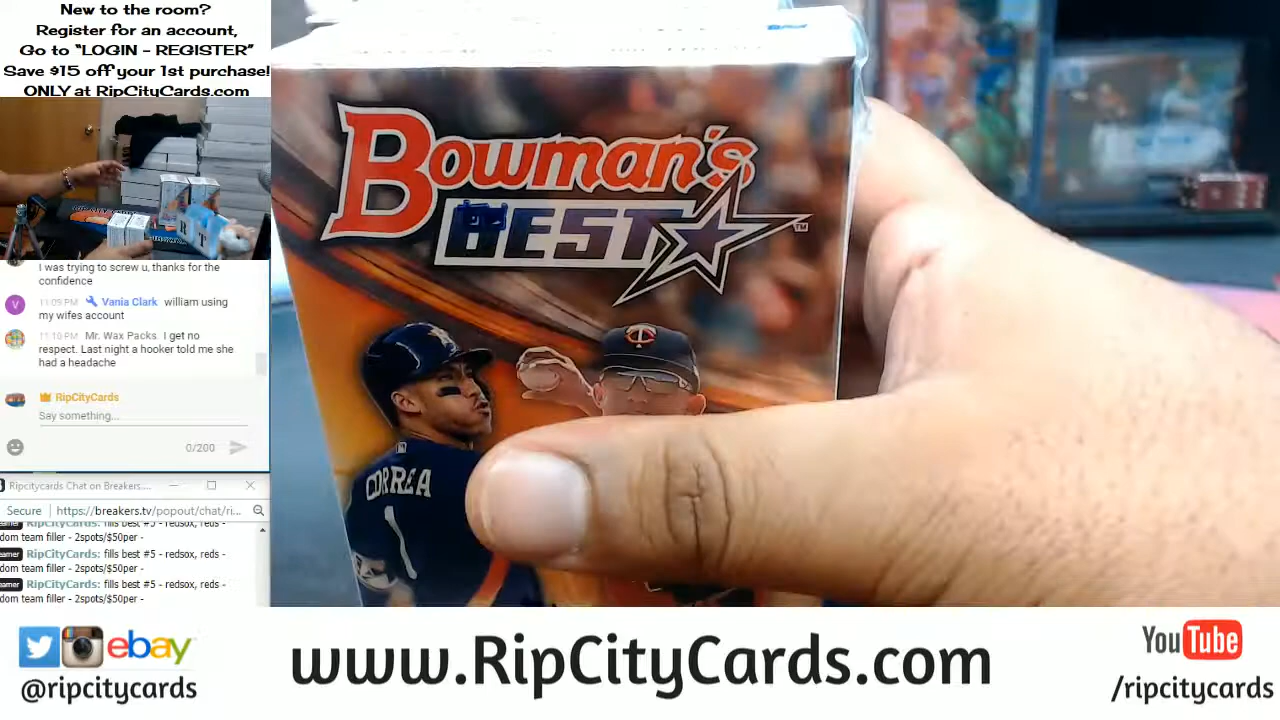 New to the room?
Register for an account,
Go to “LOGIN - REGISTER”
Save $15 off your 1st purchase!
ONLY at RipCityCards.com
I was trying to screw u, thanks for the
confidence
11:09 PM Vania Clark william using
my wifes account
11:10 PM Mr. Wax Packs I get no
respect. Last night a hooker told me she
had a headache
RipCityCards
Say something...
0/200
Ripcitycards Chat on Breakers....
Secure https://breakers.tv/popout/chat/ri...
eamer RipCityCards: fills best #5 - redsox, reds -
dom team filler - 2spots/$50per -
eamer RipCityCards: fills best #5 - redsox, reds -
dom team filler - 2spots/$50per -
eamer RipCityCards: fills best #5 - redsox, reds -
dom team filler - 2spots/$50per -
Bowman's
BEST
TM
CORREA
1
ebay
@ripcitycards
www.RipCityCards.com
YouTube
/ripcitycards